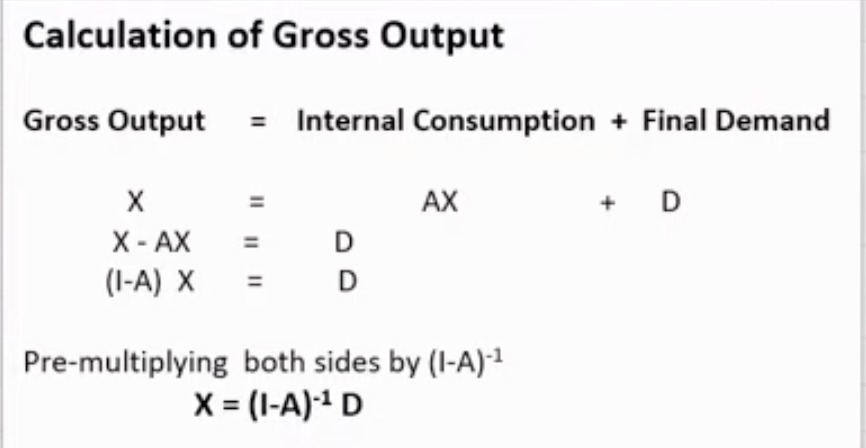 Calculation of Gross Output
Gross Output = Internal Consumption + Final Demand
X = AX + D
X - AX = D
(I-A) X = D
Pre-multiplying both sides by (I-A)⁻¹
X = (I-A)⁻¹ D